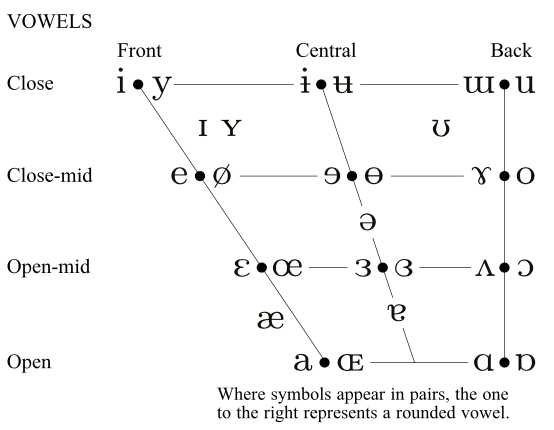 VOWELS
Front Central Back
Close i y ɨ ʉ ɯ u
ɪ ʏ ʊ
Close-mid e ø ɘ ɵ ɤ o
ə
Open-mid ɛ œ ɜ ɞ ʌ ɔ
æ ɐ
Open a ɶ ɑ ɒ
Where symbols appear in pairs, the one
to the right represents a rounded vowel.